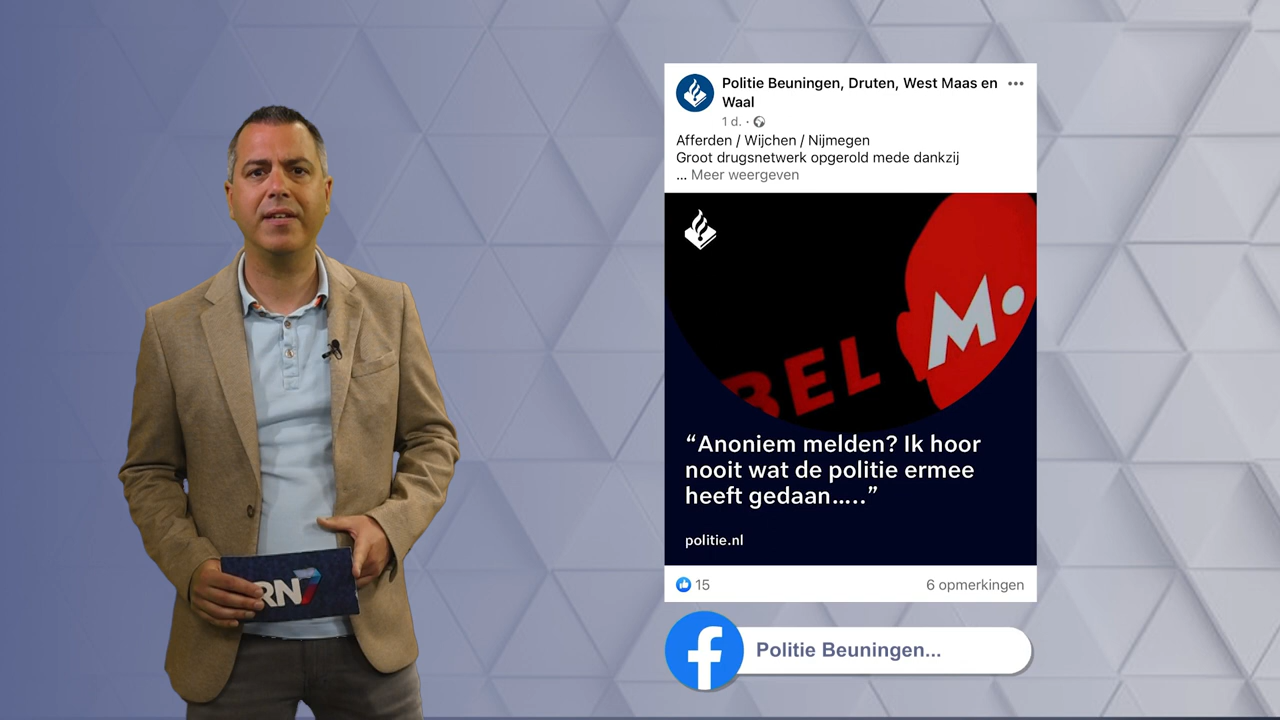 Politie Beuningen, Druten, West Maas en
Waal
1 d. ·
Afferden / Wijchen / Nijmegen
Groot drugsnetwerk opgerold mede dankzij
... Meer weergeven
BEL M.
“Anoniem melden? Ik hoor
nooit wat de politie ermee
heeft gedaan.....”
politie.nl
15
6 opmerkingen
RN7
Politie Beuningen...